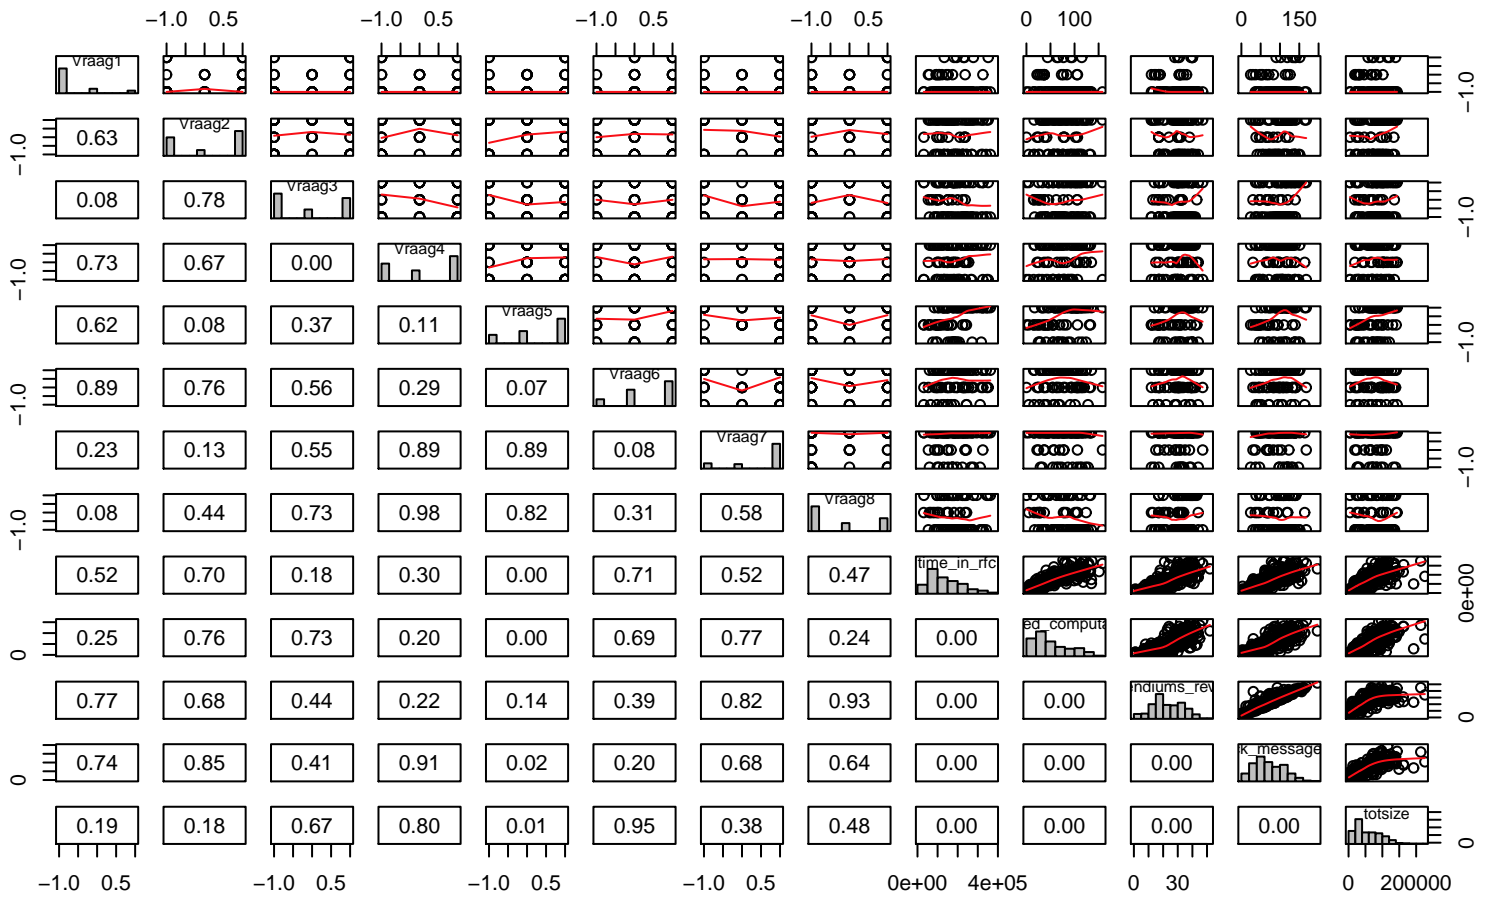 −1.0 0.5 −1.0 0.5 −1.0 0.5 −1.0 0.5 0 100 0 150
Vraag1 −1.0
−1.0 0.63 Vraag2
0.08 0.78 Vraag3 −1.0
−1.0 0.73 0.67 0.00 Vraag4
0.62 0.08 0.37 0.11 Vraag5 −1.0
−1.0 0.89 0.76 0.56 0.29 0.07 Vraag6
0.23 0.13 0.55 0.89 0.89 0.08 Vraag7 −1.0
−1.0 0.08 0.44 0.73 0.98 0.82 0.31 0.58 Vraag8
0.52 0.70 0.18 0.30 0.00 0.71 0.52 0.47 time_in_rfc 0e+00
0 0.25 0.76 0.73 0.20 0.00 0.69 0.77 0.24 0.00 ed_computa
0.77 0.68 0.44 0.22 0.14 0.39 0.82 0.93 0.00 0.00 endiums_rev 0
0 0.74 0.85 0.41 0.91 0.02 0.20 0.68 0.64 0.00 0.00 0.00 k_message
0.19 0.18 0.67 0.80 0.01 0.95 0.38 0.48 0.00 0.00 0.00 0.00 totsize 0
−1.0 0.5 −1.0 0.5 −1.0 0.5 −1.0 0.5 0e+00 4e+05 0 30 0 200000